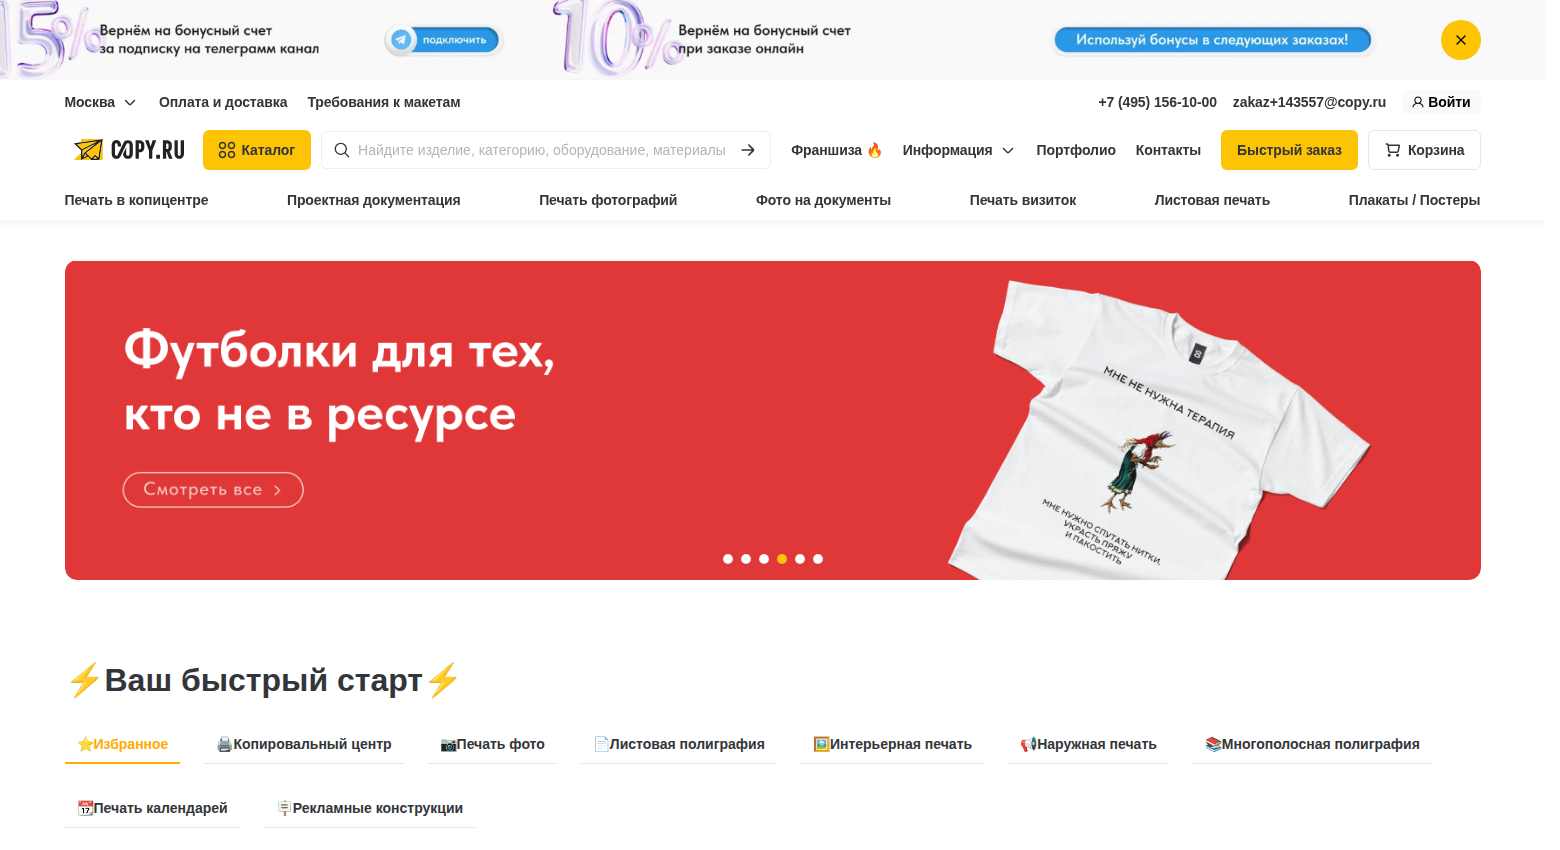 15%
Вернём на бонусный счет
за подписку на телеграмм канал
подключить
10%
Вернём на бонусный счет
при заказе онлайн
Используй бонусы в следующих заказах!
Москва
Оплата и доставка
Требования к макетам
+7 (495) 156-10-00
zakaz+143557@copy.ru
Войти
COPY.RU
Каталог
Найдите изделие, категорию, оборудование, материалы
Франшиза 🔥
Информация
Портфолио
Контакты
Быстрый заказ
Корзина
Печать в копицентре
Проектная документация
Печать фотографий
Фото на документы
Печать визиток
Листовая печать
Плакаты / Постеры
Футболки для тех,
кто не в ресурсе
Смотреть все
МНЕ НЕ НУЖНА ТЕРАПИЯ
МНЕ НУЖНО СПУТАТЬ НИТКИ,
УКРАСТЬ ПРЯЖУ
И ПАКОСТИТЬ
⚡Ваш быстрый старт⚡
⭐Избранное
🖨️Копировальный центр
📷Печать фото
📄Листовая полиграфия
🖼️Интерьерная печать
📢Наружная печать
📚Многополосная полиграфия
📆Печать календарей
🪧Рекламные конструкции